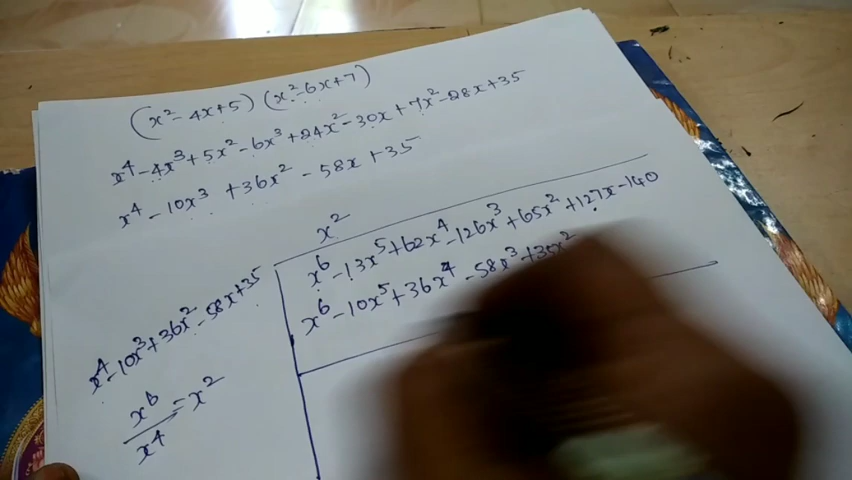 (x² - 4x + 5) (x² - 6x + 7)
x⁴ - 4x³ + 5x² - 6x³ + 24x² - 30x + 7x² - 28x + 35
x⁴ - 10x³ + 36x² - 58x + 35
x²
x⁴ - 10x³ + 36x² - 58x + 35
x⁶ - 13x⁵ + 62x⁴ - 126x³ + 65x² + 127x - 140
x⁶ - 10x⁵ + 36x⁴ - 58x³ + 35x²
x⁶/x⁴ = x²